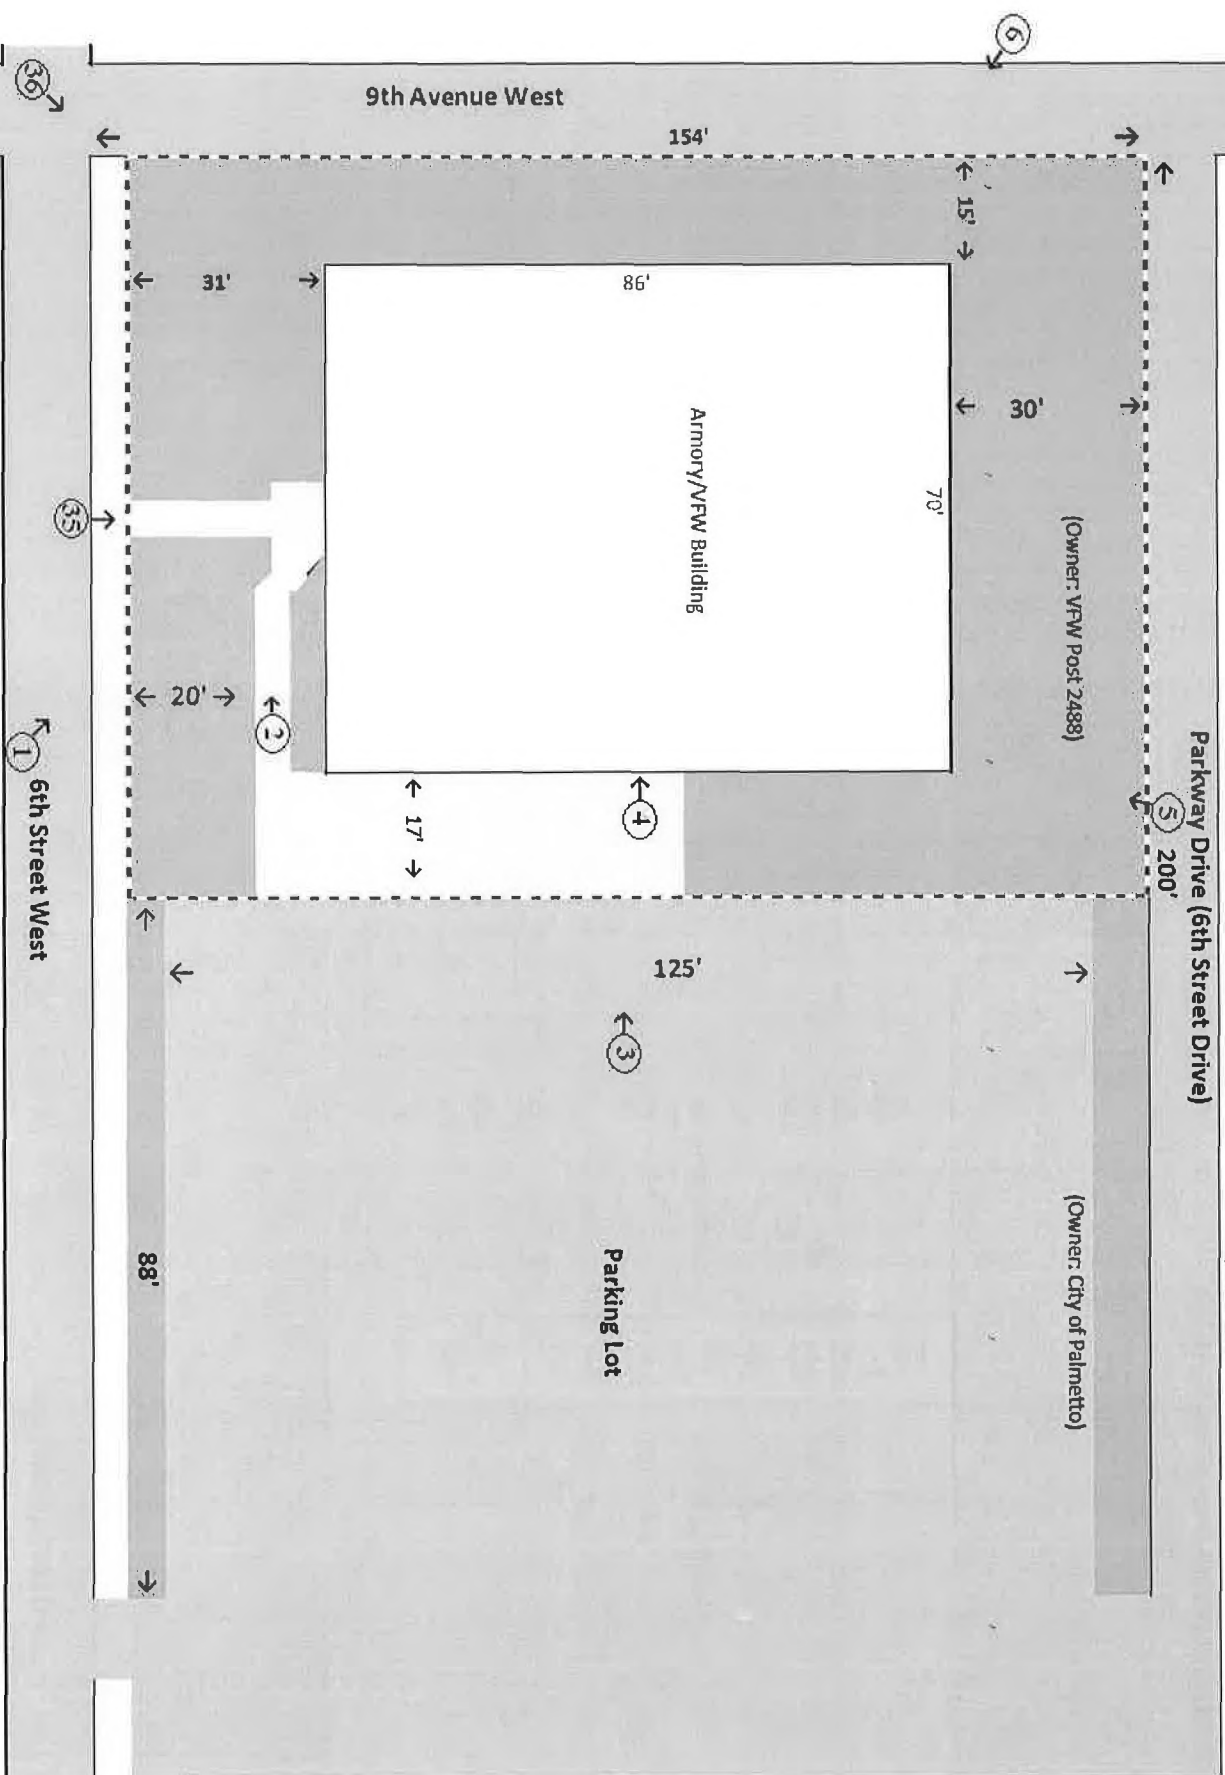 6
36
9th Avenue West
154'
15'
31'
86'
30'
Armory/VFW Building
70'
(Owner: VFW Post 2488)
35
20'
2
17'
4
5
200'
Parkway Drive (6th Street Drive)
1
6th Street West
125'
3
88'
Parking Lot
(Owner: City of Palmetto)